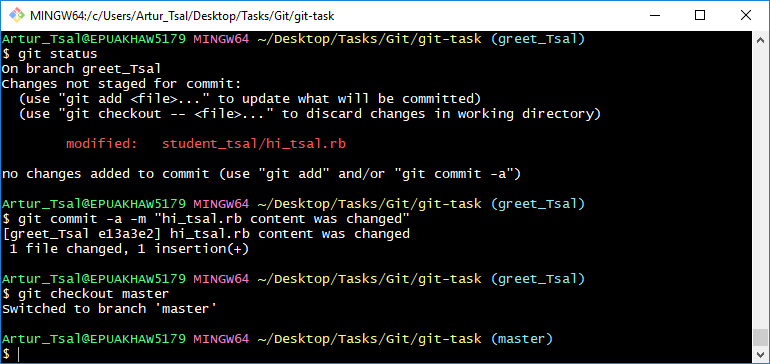 MINGW64:/c/Users/Artur_Tsal/Desktop/Tasks/Git/git-task
Artur_Tsal@EPUAKHAW5179 MINGW64 ~/Desktop/Tasks/Git/git-task (greet_Tsal)
$ git status
On branch greet_Tsal
Changes not staged for commit:
  (use "git add <file>..." to update what will be committed)
  (use "git checkout -- <file>..." to discard changes in working directory)
        modified:   student_tsal/hi_tsal.rb
no changes added to commit (use "git add" and/or "git commit -a")
Artur_Tsal@EPUAKHAW5179 MINGW64 ~/Desktop/Tasks/Git/git-task (greet_Tsal)
$ git commit -a -m "hi_tsal.rb content was changed"
[greet_Tsal e13a3e2] hi_tsal.rb content was changed
 1 file changed, 1 insertion(+)
Artur_Tsal@EPUAKHAW5179 MINGW64 ~/Desktop/Tasks/Git/git-task (greet_Tsal)
$ git checkout master
Switched to branch 'master'
Artur_Tsal@EPUAKHAW5179 MINGW64 ~/Desktop/Tasks/Git/git-task (master)
$